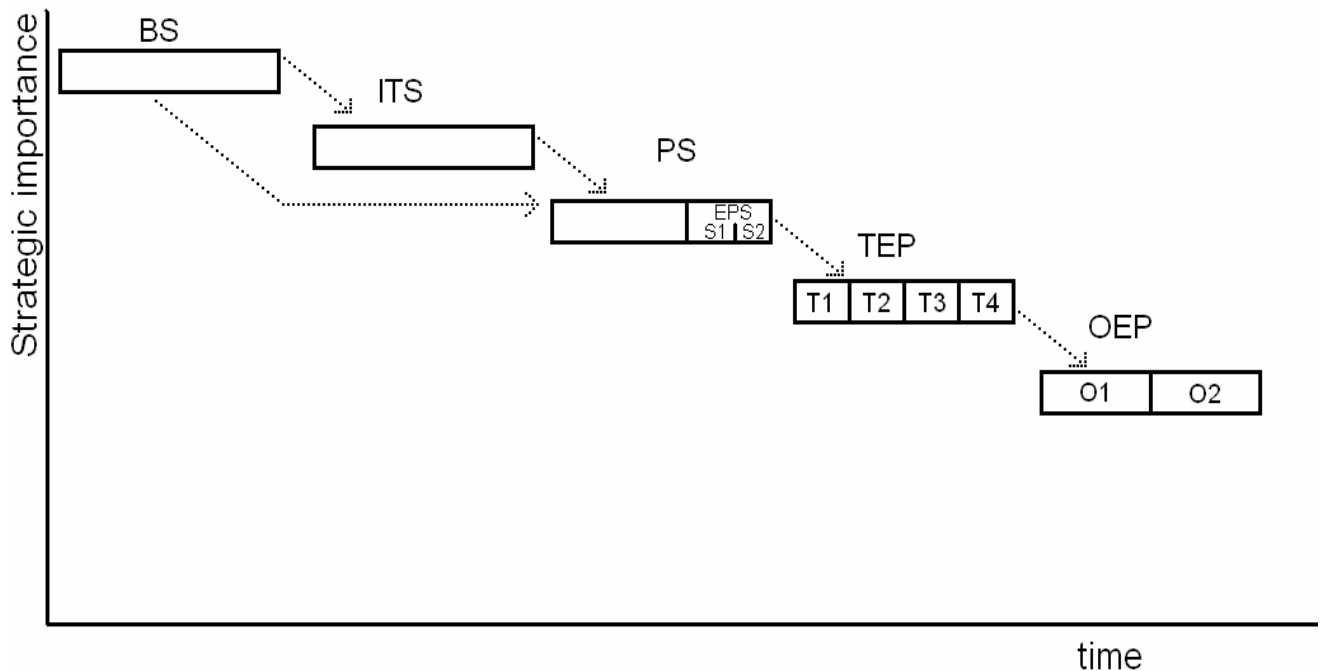 Strategic importance
BS
ITS
PS
EPS
S1 S2
TEP
T1 T2 T3 T4
OEP
O1 O2
time